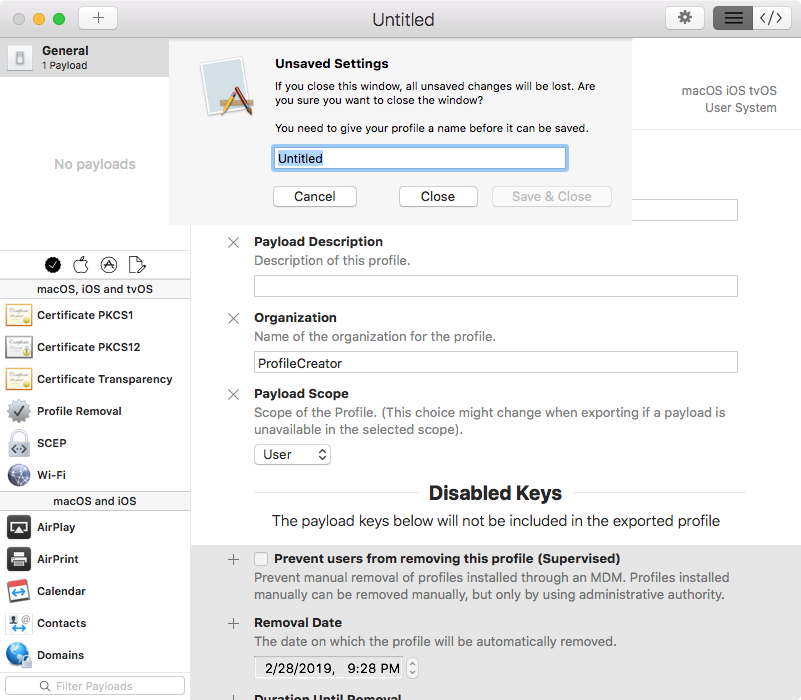 Untitled
General
1 Payload
No payloads
macOS, iOS and tvOS
Certificate PKCS1
Certificate PKCS12
Certificate Transparency
Profile Removal
SCEP
Wi-Fi
macOS and iOS
AirPlay
AirPrint
Calendar
Contacts
Domains
Filter Payloads
Unsaved Settings
If you close this window, all unsaved changes will be lost. Are
you sure you want to close the window?
You need to give your profile a name before it can be saved.
Untitled
Cancel
Close
Save & Close
macOS iOS tvOS
User System
Payload Description
Description of this profile.
Organization
Name of the organization for the profile.
ProfileCreator
Payload Scope
Scope of the Profile. (This choice might change when exporting if a payload is
unavailable in the selected scope).
User
Disabled Keys
The payload keys below will not be included in the exported profile
Prevent users from removing this profile (Supervised)
Prevent manual removal of profiles installed through an MDM. Profiles installed
manually can be removed manually, but only by using administrative authority.
Removal Date
The date on which the profile will be automatically removed.
2/28/2019, 9:28 PM
Duration Until Removal